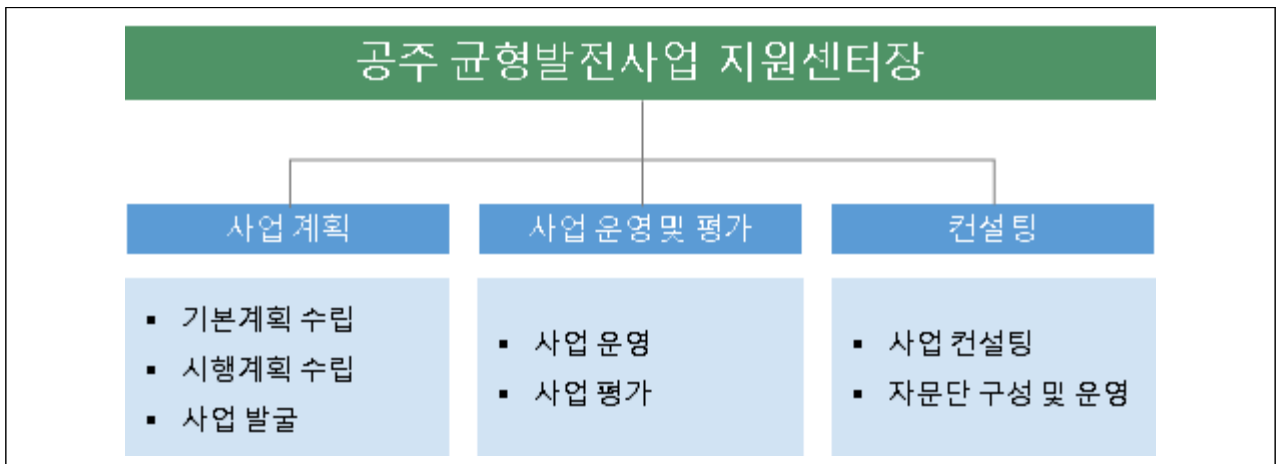 공주 균형발전사업 지원센터장
사업 계획
사업 운영 및 평가
컨설팅
▪ 기본계획 수립
▪ 시행계획 수립
▪ 사업 발굴
▪ 사업 운영
▪ 사업 평가
▪ 사업 컨설팅
▪ 자문단 구성 및 운영